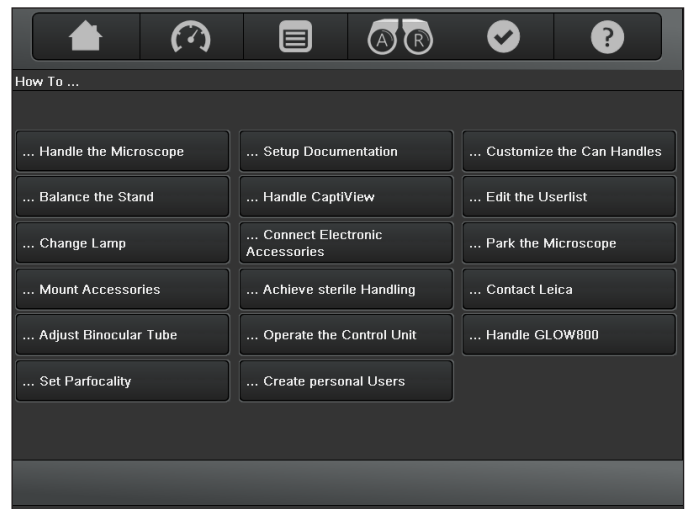 A R
?
How To ...
... Handle the Microscope
... Setup Documentation
... Customize the Can Handles
... Balance the Stand
... Handle CaptiView
... Edit the Userlist
... Change Lamp
... Connect Electronic
Accessories
... Park the Microscope
... Mount Accessories
... Achieve sterile Handling
... Contact Leica
... Adjust Binocular Tube
... Operate the Control Unit
... Handle GLOW800
... Set Parfocality
... Create personal Users